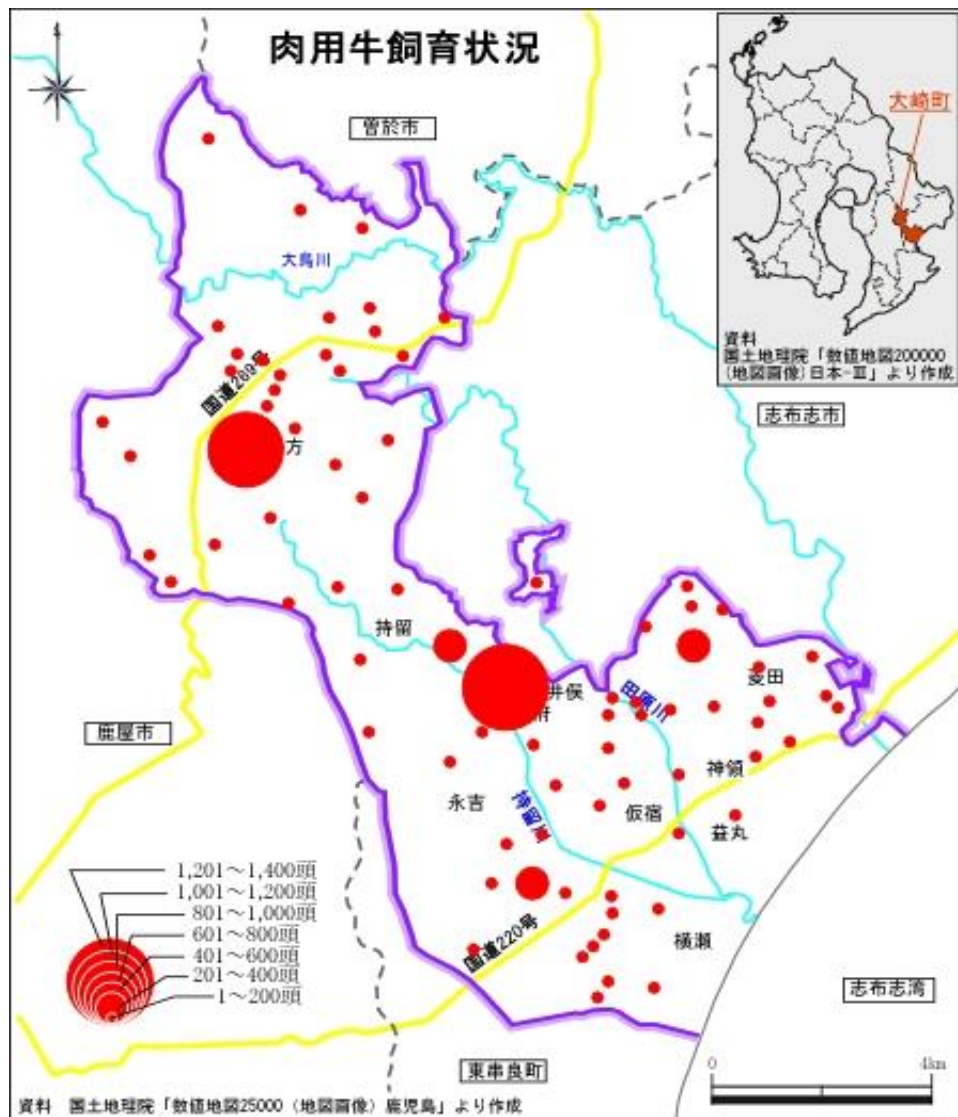 肉用牛飼育状況
大崎町
曽於市
大鳥川
資料
国土地理院「数値地図200000
(地図画像)日本-Ⅲ」より作成
国道269号
志布志市
方
持留
井俣
田原川
菱田
鹿屋市
神領
永吉
持留川
仮宿
益丸
1,201〜1,400頭
1,001〜1,200頭
801〜1,000頭
601〜800頭
401〜600頭
201〜400頭
1〜200頭
国道220号
横瀬
志布志湾
東串良町
0 4km
資料 国土地理院「数値地図25000(地図画像)鹿児島」より作成